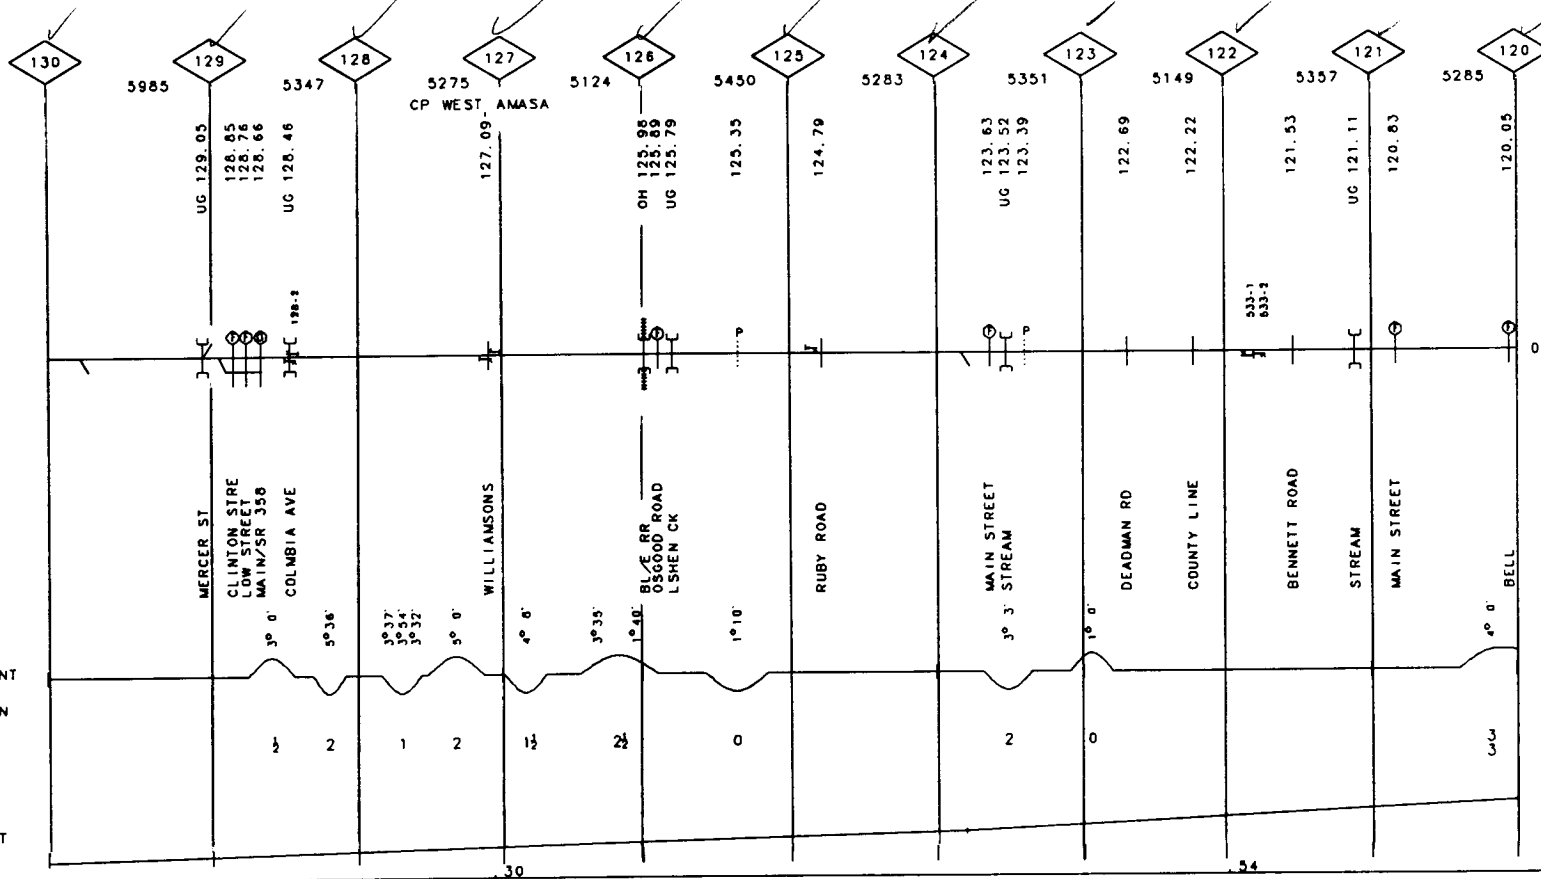 130 129 128 127 126 125 124 123 122 121 120
5985 5347 5275 5124 5450 5283 5351 5149 5357 5285
CP WEST AMASA
UG 129.05
128.85
128.76
128.66
UG 128.46
127.09
OH 125.98
125.89
UG 125.79
125.35
124.79
123.63
UG 123.52
123.39
122.69
122.22
121.53
UG 121.11
120.83
120.05
128-2
533-1
533-2
F F
F
P
F
P
F
F
0
MERCER ST
CLINTON STRE
LOW STREET
MAIN/SR 358
COLMBIA AVE
WILLIAMSONS
BL/E RR
OSGOOD ROAD
LSHEN CK
RUBY ROAD
MAIN STREET
STREAM
DEADMAN RD
COUNTY LINE
BENNETT ROAD
STREAM
MAIN STREET
BELL
3° 0'
5°36'
3°37'
3°54'
3°32'
5° 0'
4° 8'
3°35'
1°40'
1°10'
3° 3'
1° 0'
4° 0'
NT
N
½ 2 1 2 1½ 2½ 0 2 0 3
3
T
.30 .54